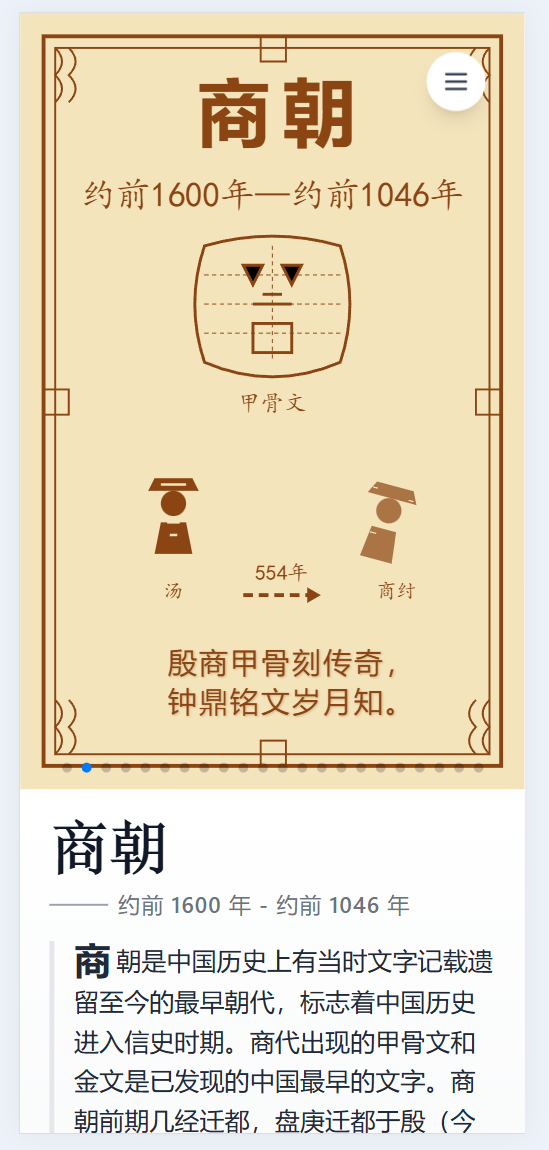 商朝
约前1600年—约前1046年
甲骨文
554年
汤
商纣
殷商甲骨刻传奇，
钟鼎铭文岁月知。
商朝
约前 1600 年 - 约前 1046 年
商朝是中国历史上有当时文字记载遗
留至今的最早朝代，标志着中国历史
进入信史时期。商代出现的甲骨文和
金文是已发现的中国最早的文字。商
朝前期几经迁都，盘庚迁都于殷（今